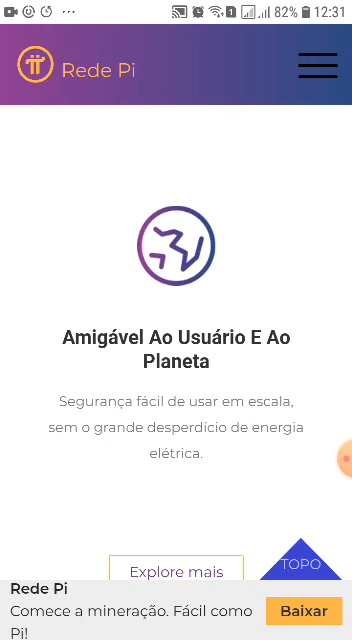 1 82% 12:31
Rede Pi
Amigável Ao Usuário E Ao
Planeta
Segurança fácil de usar em escala,
sem o grande desperdício de energia
elétrica.
Explore mais
TOPO
Rede Pi
Comece a mineração. Fácil como
Pi!
Baixar